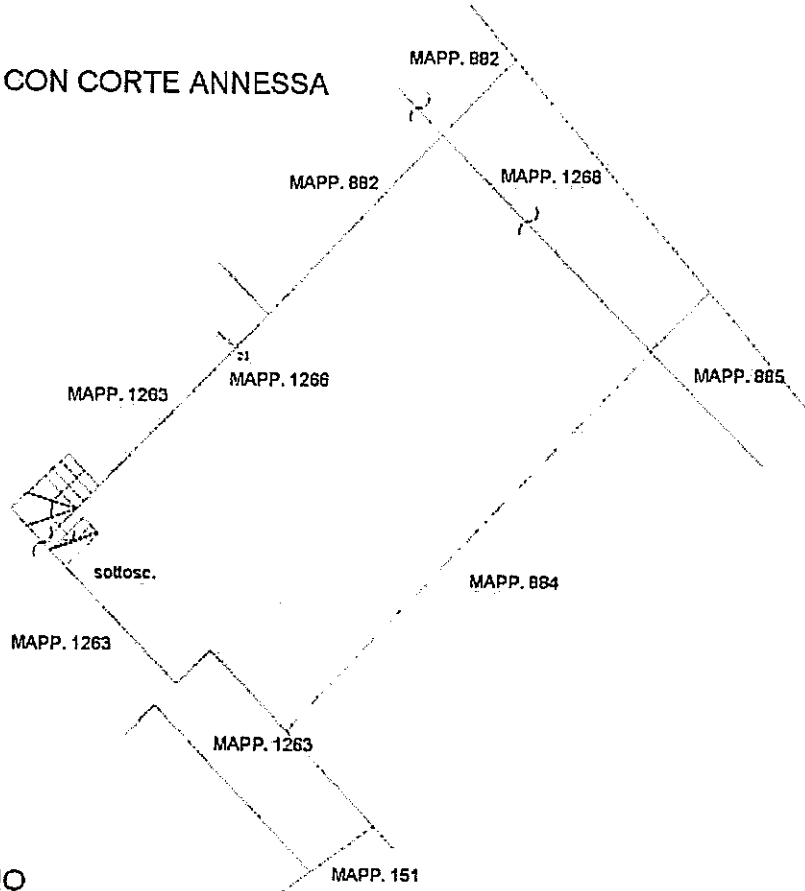 CON CORTE ANNESSA
MAPP. 882
MAPP. 882
MAPP. 1268
MAPP. 1266
MAPP. 1263
MAPP. 885
sottosc.
MAPP. 884
MAPP. 1263
MAPP. 1263
MAPP. 151